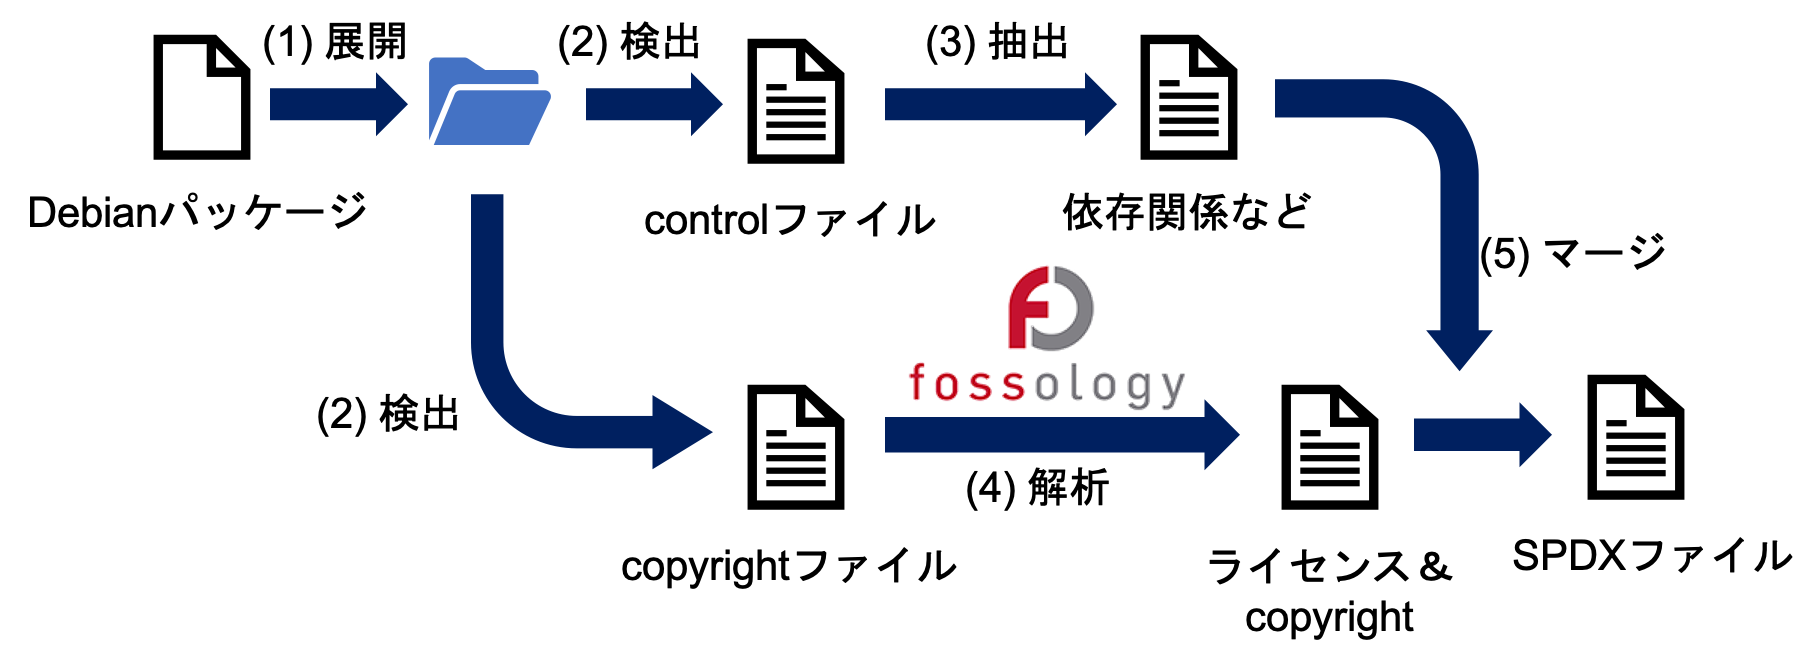 (1) 展開
(2) 検出
(3) 抽出
Debianパッケージ
controlファイル
依存関係など
(5) マージ
fossology
(2) 検出
(4) 解析
copyrightファイル
ライセンス＆
copyright
SPDXファイル